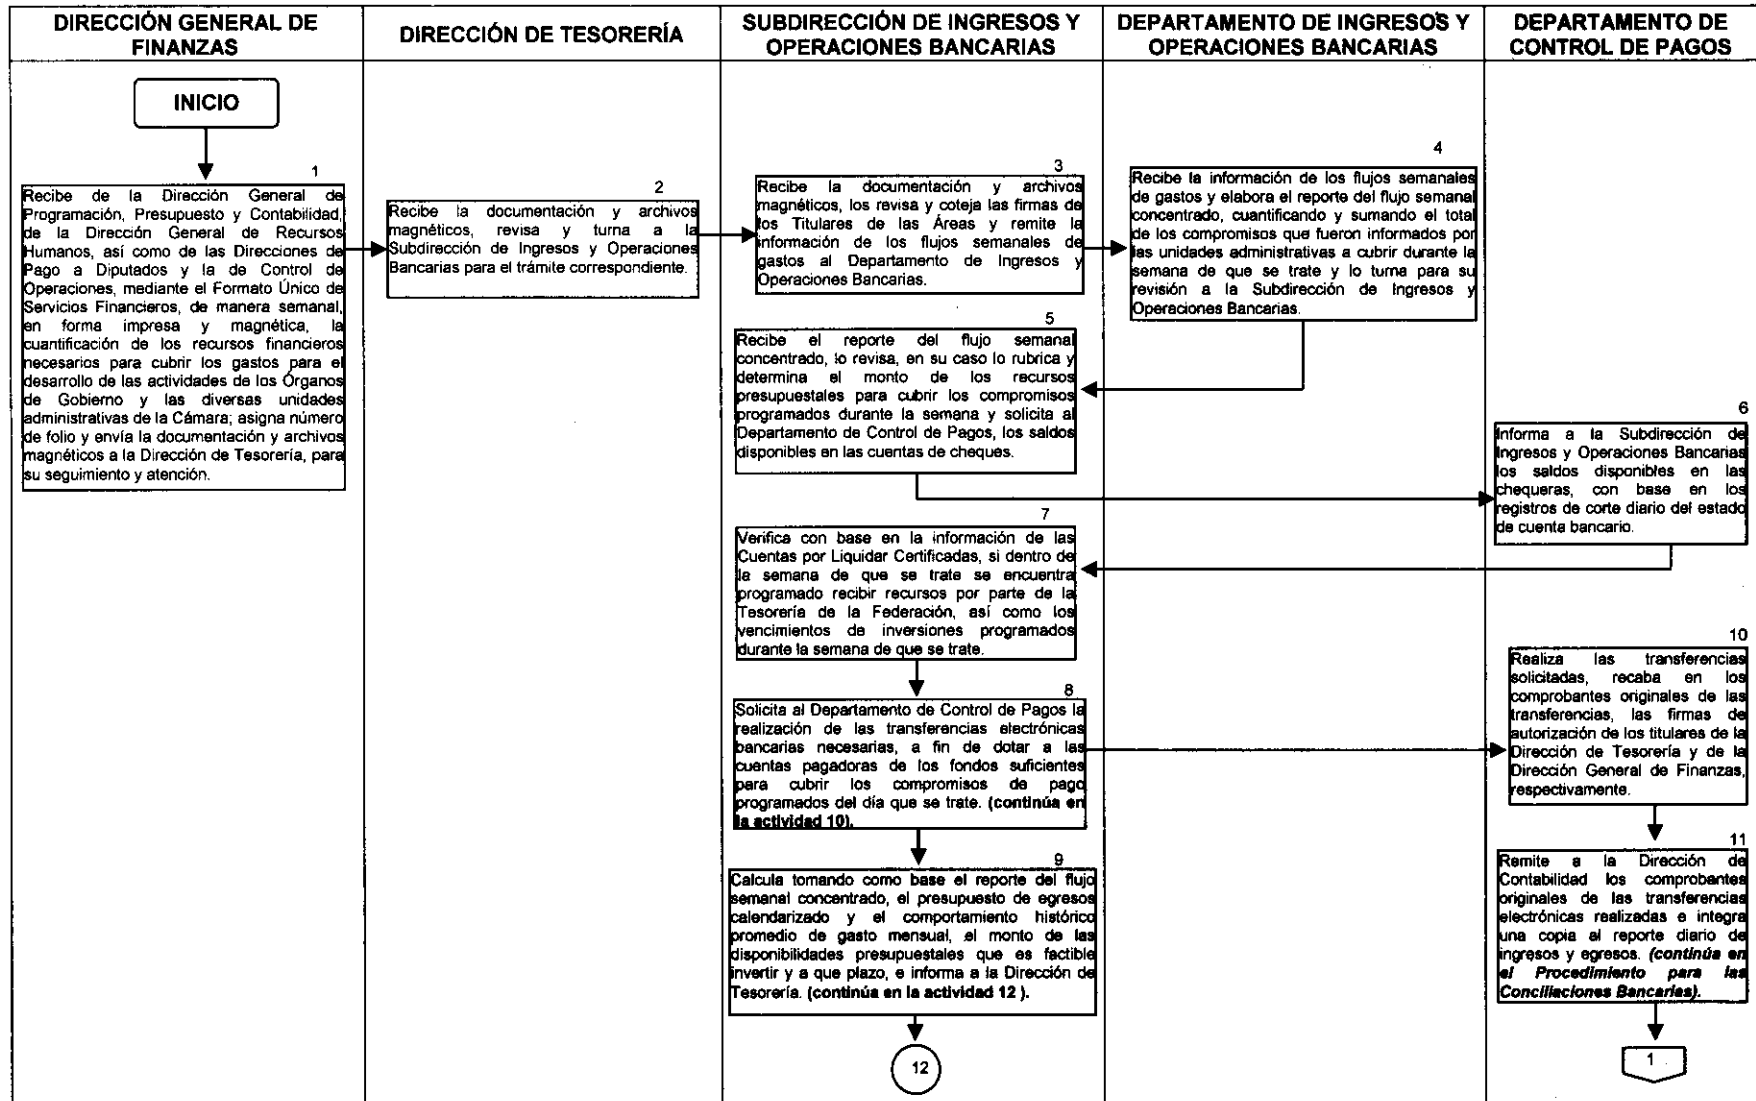 DIRECCIÓN GENERAL DE
FINANZAS
DIRECCIÓN DE TESORERÍA
SUBDIRECCIÓN DE INGRESOS Y
OPERACIONES BANCARIAS
DEPARTAMENTO DE INGRESOS Y
OPERACIONES BANCARIAS
DEPARTAMENTO DE
CONTROL DE PAGOS
INICIO
1
Recibe de la Dirección General de
Programación, Presupuesto y Contabilidad,
de la Dirección General de Recursos
Humanos, así como de las Direcciones de
Pago a Diputados y la de Control de
Operaciones, mediante el Formato Único de
Servicios Financieros, de manera semanal,
en forma impresa y magnética, la
cuantificación de los recursos financieros
necesarios para cubrir los gastos para el
desarrollo de las actividades de los Órganos
de Gobierno y las diversas unidades
administrativas de la Cámara; asigna número
de folio y envía la documentación y archivos
magnéticos a la Dirección de Tesorería, para
su seguimiento y atención.
2
Recibe la documentación y archivos
magnéticos, revisa y turna a la
Subdirección de Ingresos y Operaciones
Bancarias para el trámite correspondiente.
3
Recibe la documentación y archivos
magnéticos, los revisa y coteja las firmas de
los Titulares de las Áreas y remite la
información de los flujos semanales de
gastos al Departamento de Ingresos y
Operaciones Bancarias.
4
Recibe la información de los flujos semanales
de gastos y elabora el reporte del flujo semanal
concentrado, cuantificando y sumando el total
de los compromisos que fueron informados por
las unidades administrativas a cubrir durante la
semana de que se trate y lo turna para su
revisión a la Subdirección de Ingresos y
Operaciones Bancarias.
5
Recibe el reporte del flujo semanal
concentrado, lo revisa, en su caso lo rubrica y
determina el monto de los recursos
presupuestales para cubrir los compromisos
programados durante la semana y solicita al
Departamento de Control de Pagos, los saldos
disponibles en las cuentas de cheques.
6
Informa a la Subdirección de
Ingresos y Operaciones Bancarias
los saldos disponibles en las
chequeras, con base en los
registros de corte diario del estado
de cuenta bancario.
7
Verifica con base en la información de las
Cuentas por Liquidar Certificadas, si dentro de
la semana de que se trate se encuentra
programado recibir recursos por parte de la
Tesorería de la Federación, así como los
vencimientos de inversiones programados
durante la semana de que se trate.
8
Solicita al Departamento de Control de Pagos la
realización de las transferencias electrónicas
bancarias necesarias, a fin de dotar a las
cuentas pagadoras de los fondos suficientes
para cubrir los compromisos de pago
programados del día que se trate. (continúa en
la actividad 10).
9
Calcula tomando como base el reporte del flujo
semanal concentrado, el presupuesto de egresos
calendarizado y el comportamiento histórico
promedio de gasto mensual, el monto de las
disponibilidades presupuestales que es factible
invertir y a que plazo, e informa a la Dirección de
Tesorería. (continúa en la actividad 12 ).
12
10
Realiza las transferencias
solicitadas, recaba en los
comprobantes originales de las
transferencias, las firmas de
autorización de los titulares de la
Dirección de Tesorería y de la
Dirección General de Finanzas,
respectivamente.
11
Remite a la Dirección de
Contabilidad los comprobantes
originales de las transferencias
electrónicas realizadas e integra
una copia al reporte diario de
ingresos y egresos. (continúa en
el Procedimiento para las
Conciliaciones Bancarias).
1